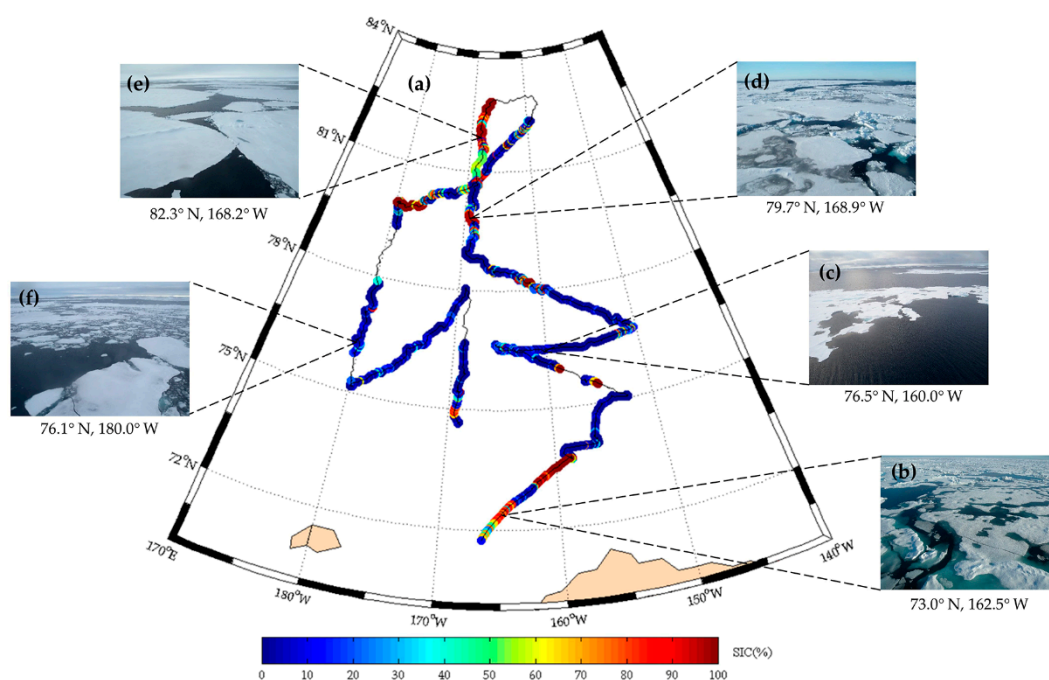 84°N
(a)
(e)
(d)
81°N
82.3° N, 168.2° W
79.7° N, 168.9° W
78°N
(c)
(f)
75°N
76.5° N, 160.0° W
76.1° N, 180.0° W
72°N
(b)
170°E
140°W
180°W
150°W
170°W
160°W
73.0° N, 162.5° W
SIC(%)
0 10 20 30 40 50 60 70 80 90 100